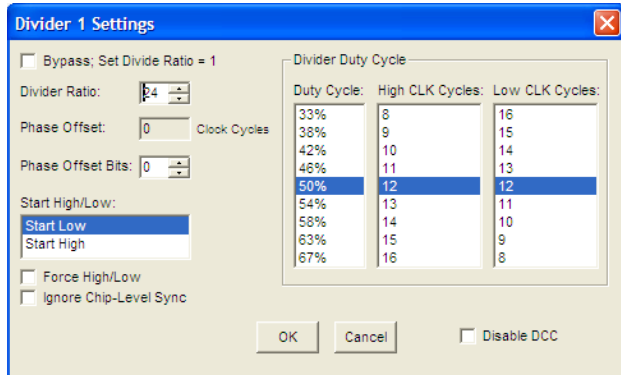 Divider 1 Settings
Bypass; Set Divide Ratio = 1
Divider Ratio: 24
Phase Offset: 0 Clock Cycles
Phase Offset Bits: 0
Start High/Low:
Start Low
Start High
Force High/Low
Ignore Chip-Level Sync
Divider Duty Cycle
Duty Cycle: High CLK Cycles: Low CLK Cycles:
33% 8 16
38% 9 15
42% 10 14
46% 11 13
50% 12 12
54% 13 11
58% 14 10
63% 15 9
67% 16 8
OK Cancel Disable DCC